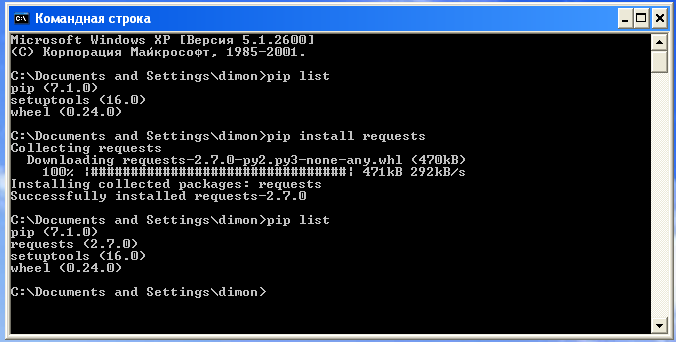 Командная строка
Microsoft Windows XP [Версия 5.1.2600]
(С) Корпорация Майкрософт, 1985-2001.
C:\Documents and Settings\dimon>pip list
pip (7.1.0)
setuptools (16.0)
wheel (0.24.0)
C:\Documents and Settings\dimon>pip install requests
Collecting requests
  Downloading requests-2.7.0-py2.py3-none-any.whl (470kB)
    100% |################################| 471kB 292kB/s
Installing collected packages: requests
Successfully installed requests-2.7.0
C:\Documents and Settings\dimon>pip list
pip (7.1.0)
requests (2.7.0)
setuptools (16.0)
wheel (0.24.0)
C:\Documents and Settings\dimon>